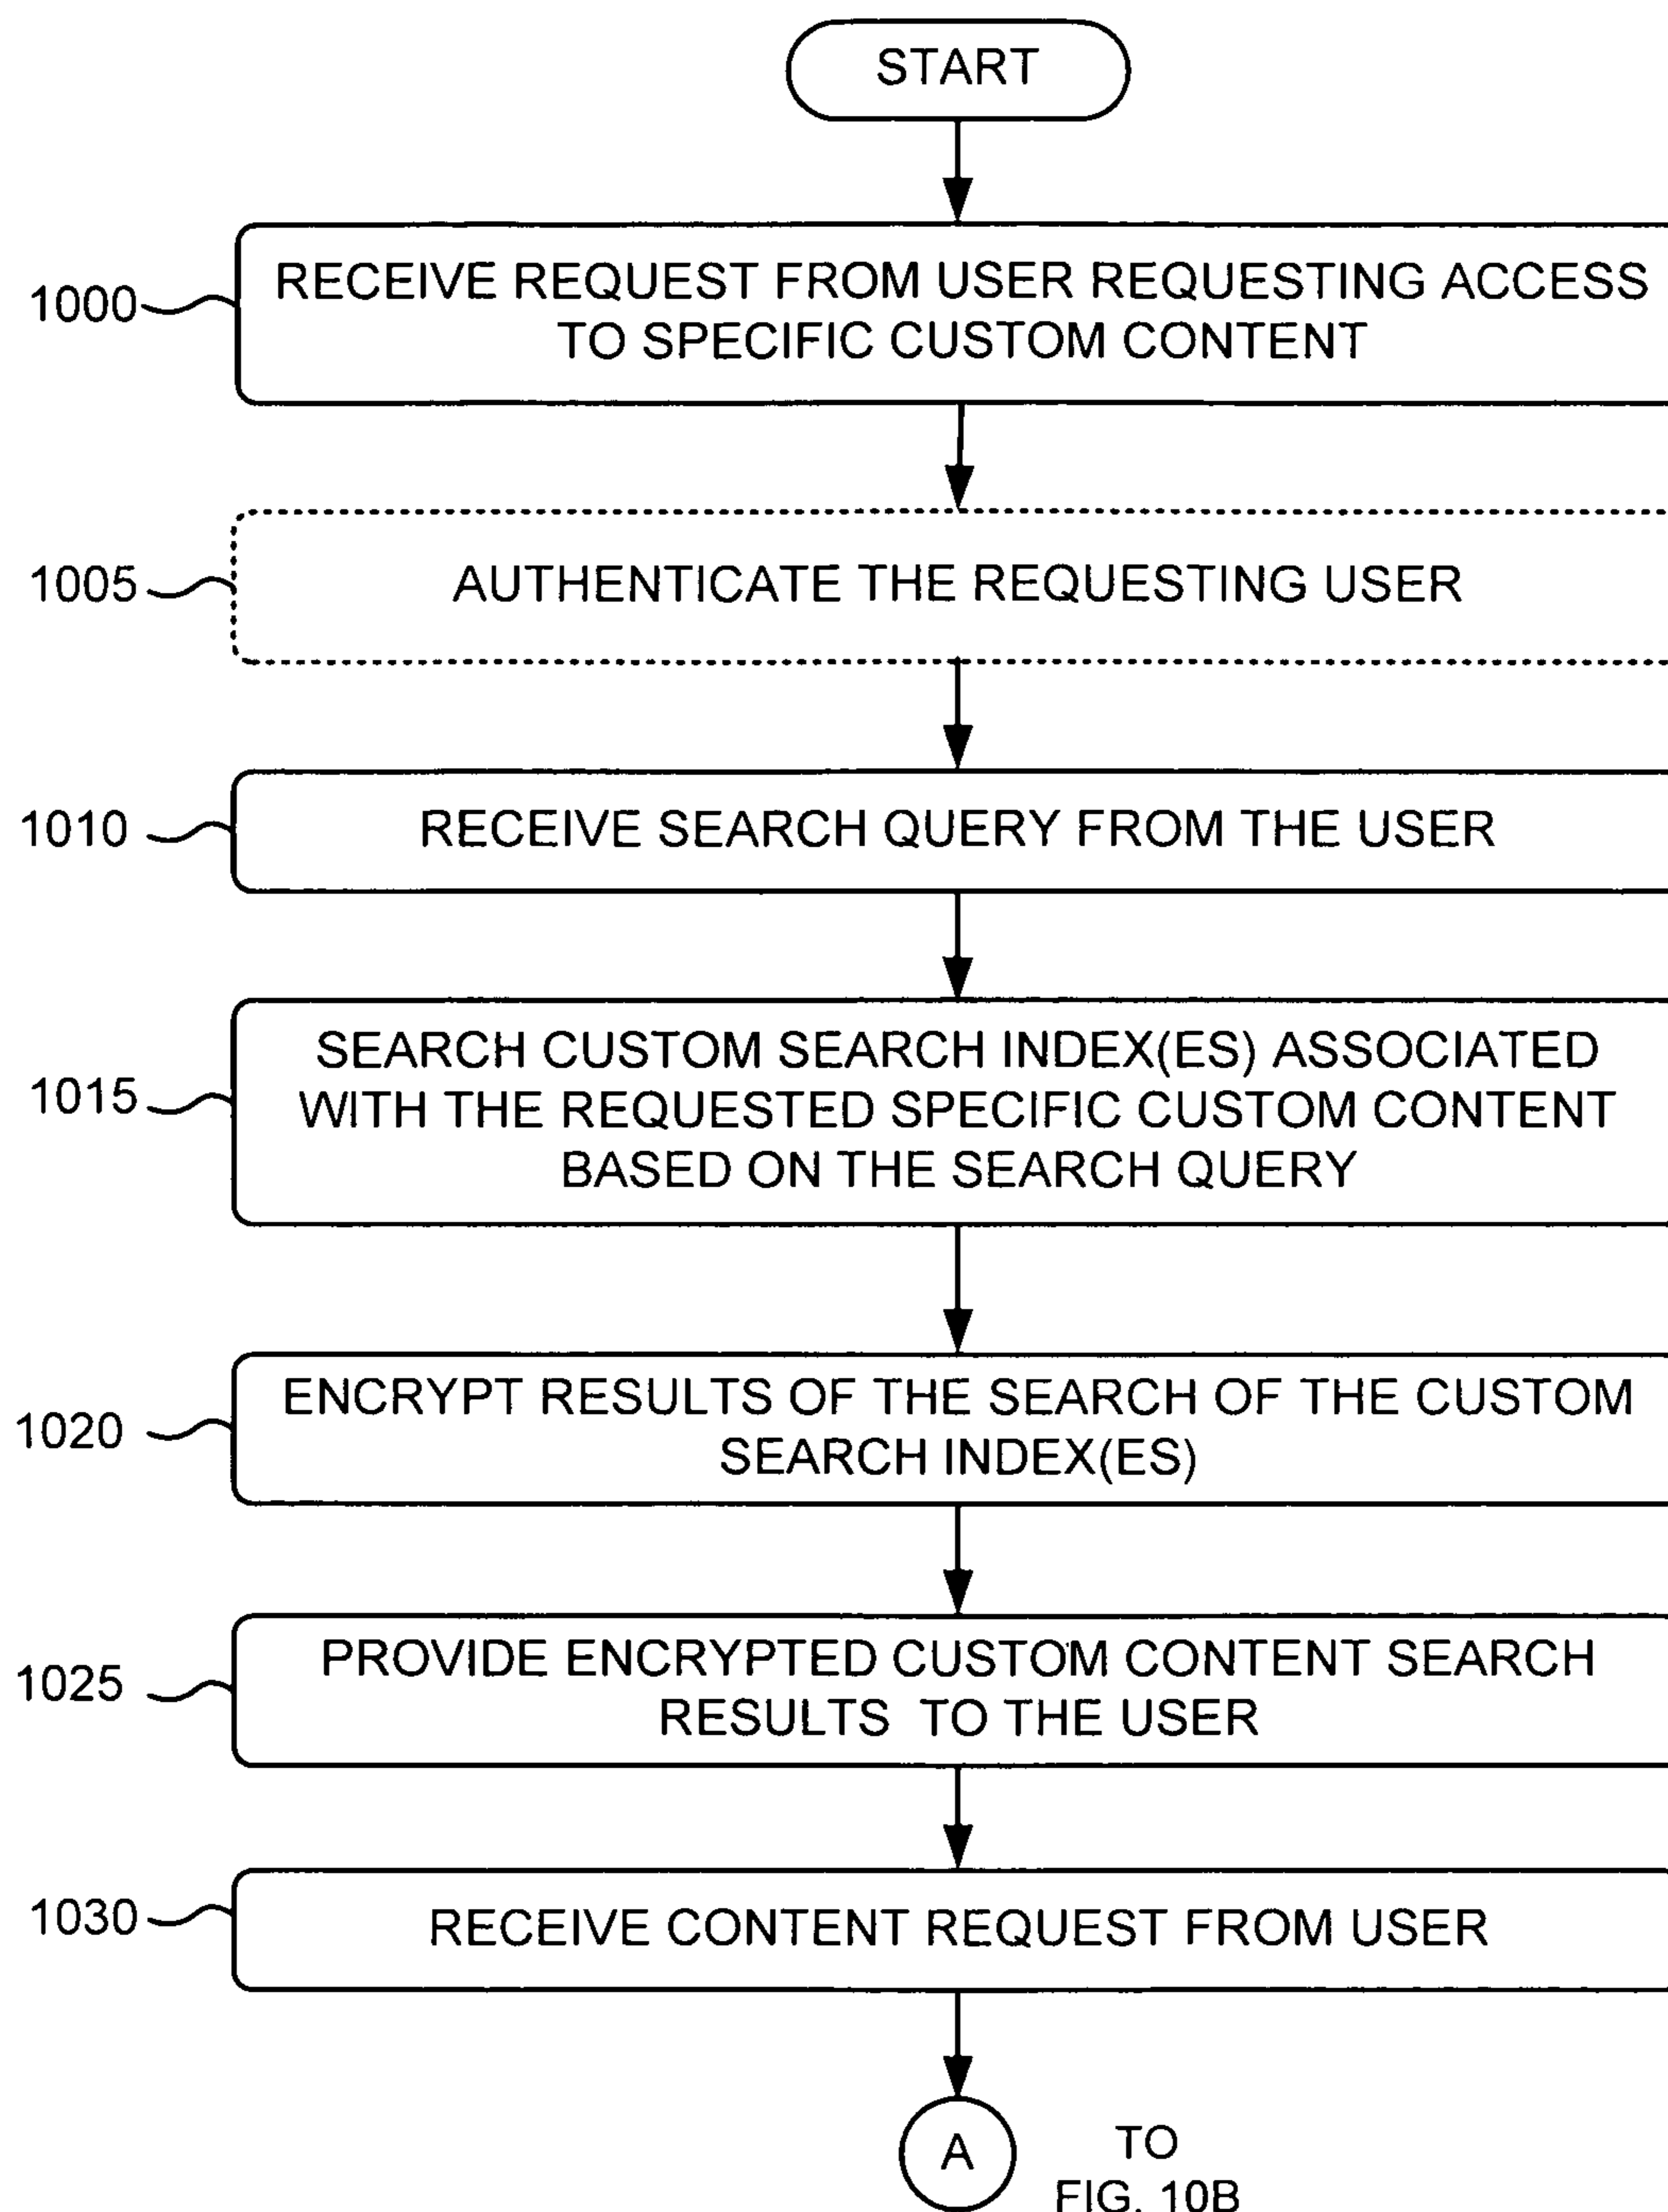 START
1000
RECEIVE REQUEST FROM USER REQUESTING ACCESS
TO SPECIFIC CUSTOM CONTENT
1005
AUTHENTICATE THE REQUESTING USER
1010
RECEIVE SEARCH QUERY FROM THE USER
1015
SEARCH CUSTOM SEARCH INDEX(ES) ASSOCIATED
WITH THE REQUESTED SPECIFIC CUSTOM CONTENT
BASED ON THE SEARCH QUERY
1020
ENCRYPT RESULTS OF THE SEARCH OF THE CUSTOM
SEARCH INDEX(ES)
1025
PROVIDE ENCRYPTED CUSTOM CONTENT SEARCH
RESULTS TO THE USER
1030
RECEIVE CONTENT REQUEST FROM USER
A
TO
FIG. 10B